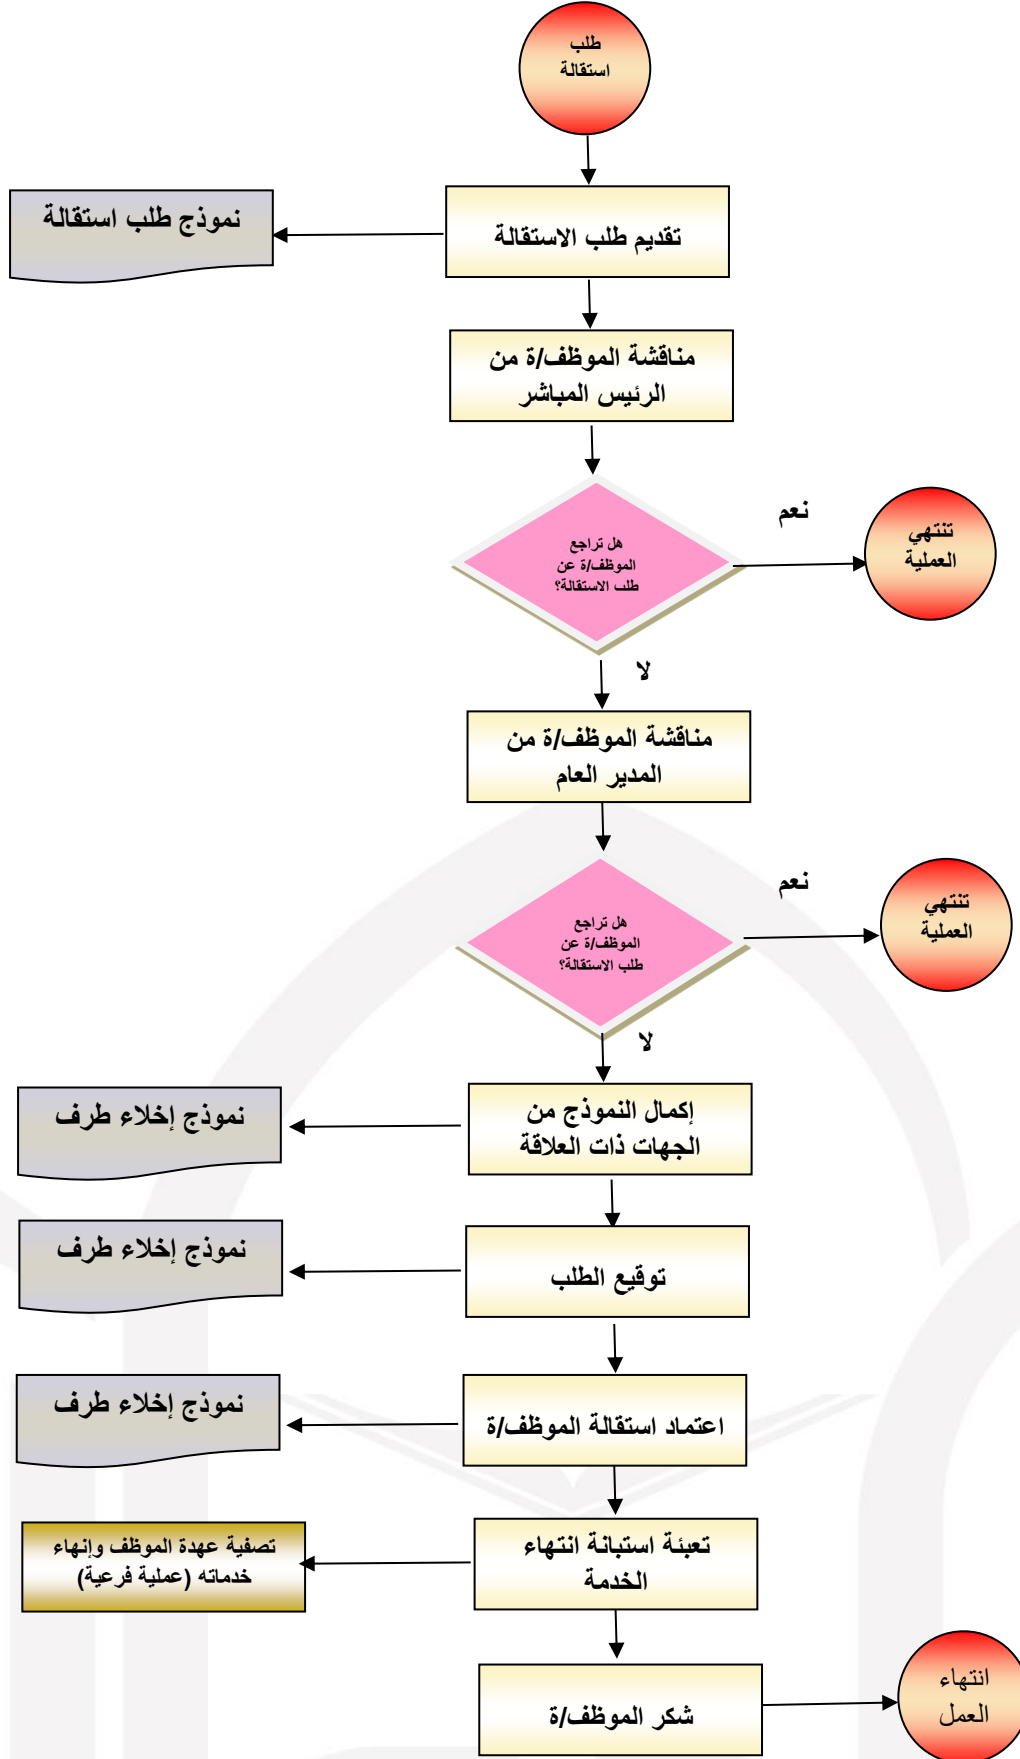 طلب
استقالة
تقديم طلب الاستقالة
نموذج طلب استقالة
مناقشة الموظف/ة من
الرئيس المباشر
هل تراجع
الموظف/ة عن
طلب الاستقالة؟
نعم
تنتهي
العملية
لا
مناقشة الموظف/ة من
المدير العام
هل تراجع
الموظف/ة عن
طلب الاستقالة؟
نعم
تنتهي
العملية
لا
إكمال النموذج من
الجهات ذات العلاقة
نموذج إخلاء طرف
توقيع الطلب
نموذج إخلاء طرف
اعتماد استقالة الموظف/ة
نموذج إخلاء طرف
تعبئة استبانة انتهاء
الخدمة
تصفية عهدة الموظف وإنهاء
خدماته (عملية فرعية)
شكر الموظف/ة
انتهاء
العمل